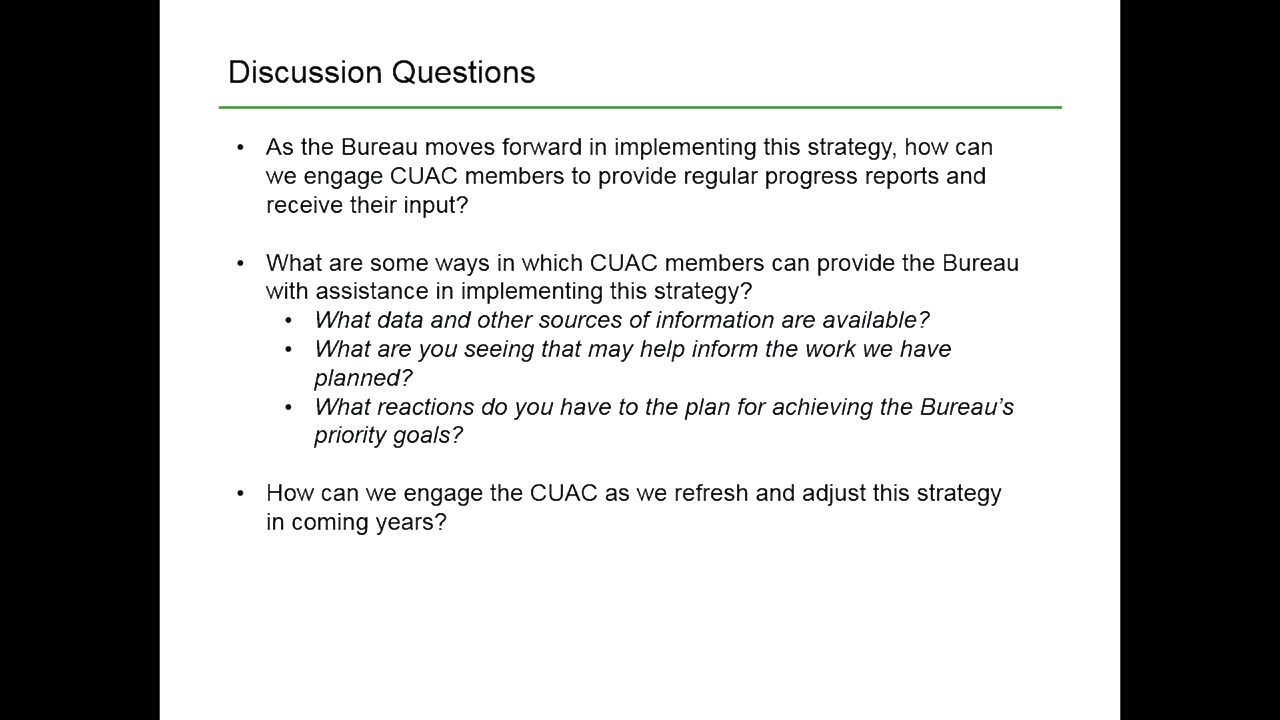 Discussion Questions
• As the Bureau moves forward in implementing this strategy, how can
we engage CUAC members to provide regular progress reports and
receive their input?
• What are some ways in which CUAC members can provide the Bureau
with assistance in implementing this strategy?
• What data and other sources of information are available?
• What are you seeing that may help inform the work we have
planned?
• What reactions do you have to the plan for achieving the Bureau’s
priority goals?
• How can we engage the CUAC as we refresh and adjust this strategy
in coming years?